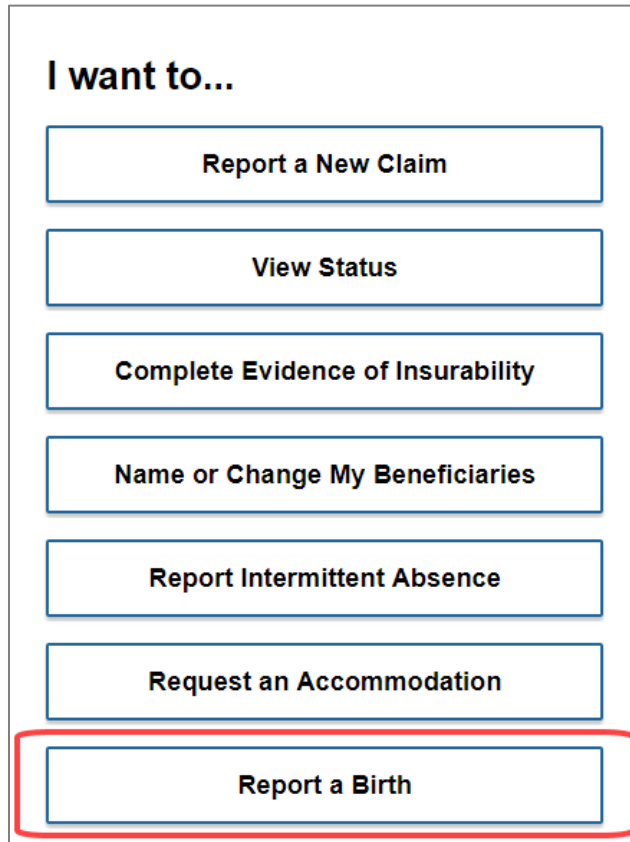 I want to...
Report a New Claim
View Status
Complete Evidence of Insurability
Name or Change My Beneficiaries
Report Intermittent Absence
Request an Accommodation
Report a Birth